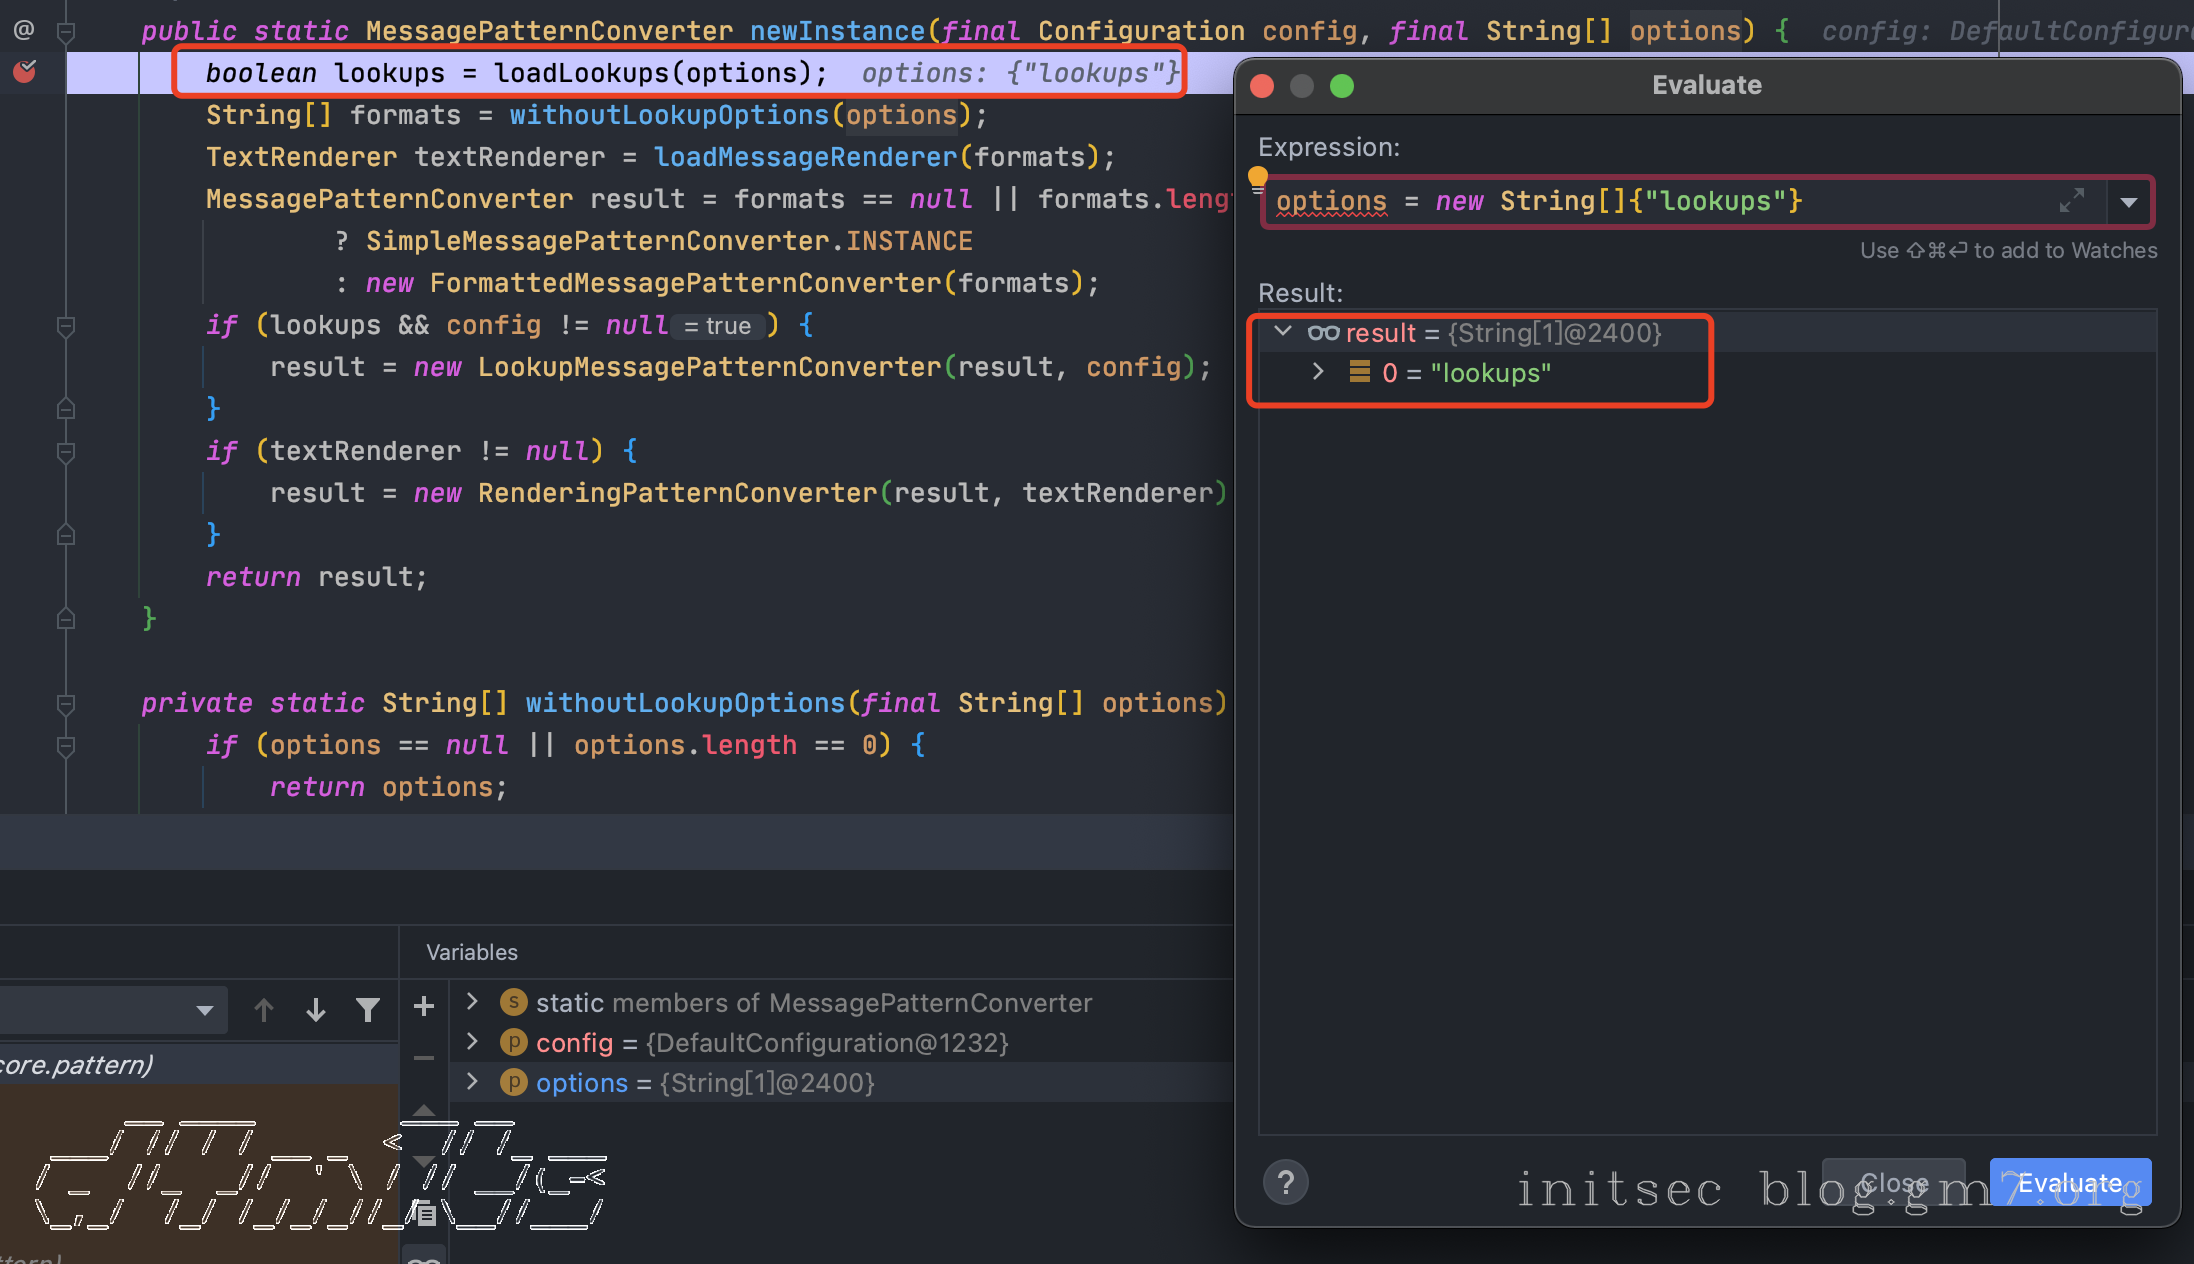 @ public static MessagePatternConverter newInstance(final Configuration config, final String[] options) { config: DefaultConfigur
boolean lookups = loadLookups(options); options: {"lookups"}
String[] formats = withoutLookupOptions(options);
TextRenderer textRenderer = loadMessageRenderer(formats);
MessagePatternConverter result = formats == null || formats.leng
? SimpleMessagePatternConverter.INSTANCE
: new FormattedMessagePatternConverter(formats);
if (lookups && config != null = true ) {
result = new LookupMessagePatternConverter(result, config);
}
if (textRenderer != null) {
result = new RenderingPatternConverter(result, textRenderer)
}
return result;
}
private static String[] withoutLookupOptions(final String[] options)
if (options == null || options.length == 0) {
return options;
Evaluate
Expression:
options = new String[]{"lookups"}
Use ⇧⌘⏎ to add to Watches
Result:
result = {String[1]@2400}
0 = "lookups"
? Close Evaluate
initsec blog.gm7.org
Variables
static members of MessagePatternConverter
config = {DefaultConfiguration@1232}
options = {String[1]@2400}
core.pattern)